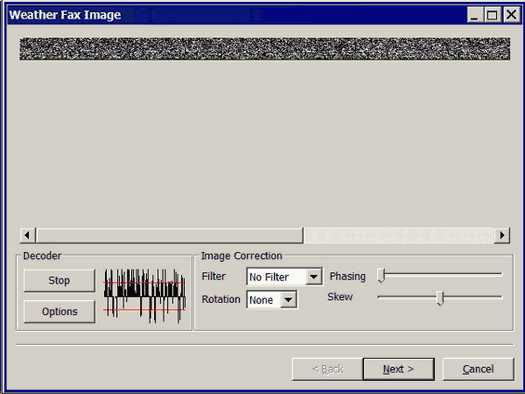 Weather Fax Image
Decoder
Stop
Options
Image Correction
Filter No Filter Phasing
Rotation None Skew
< Back Next > Cancel